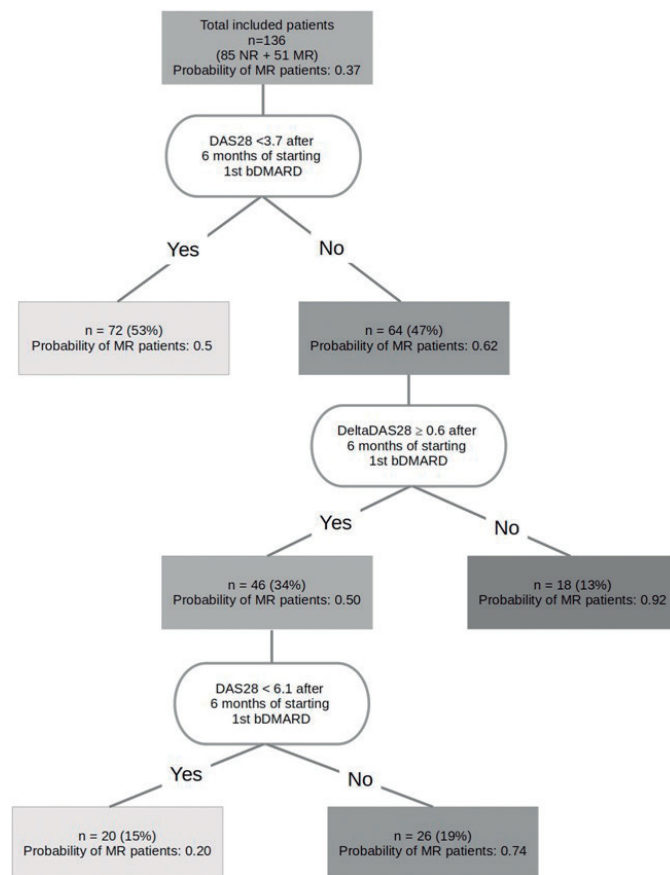 Total included patients
n=136
(85 NR + 51 MR)
Probability of MR patients: 0.37
DAS28 <3.7 after
6 months of starting
1st bDMARD
Yes
No
n = 72 (53%)
Probability of MR patients: 0.5
n = 64 (47%)
Probability of MR patients: 0.62
DeltaDAS28 ≥ 0.6 after
6 months of starting
1st bDMARD
Yes
No
n = 46 (34%)
Probability of MR patients: 0.50
n = 18 (13%)
Probability of MR patients: 0.92
DAS28 < 6.1 after
6 months of starting
1st bDMARD
Yes
No
n = 20 (15%)
Probability of MR patients: 0.20
n = 26 (19%)
Probability of MR patients: 0.74